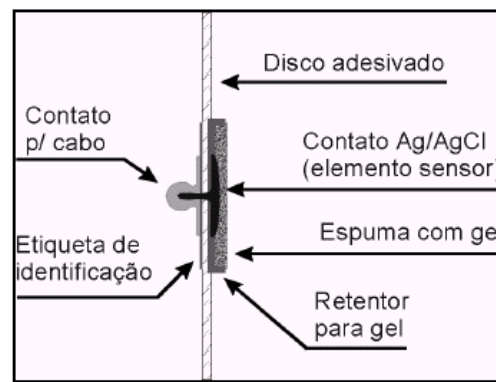 Disco adesivado
Contato
p/ cabo
Contato Ag/AgCl
(elemento sensor)
Espuma com ge
Etiqueta de
identificação
Retentor
para gel